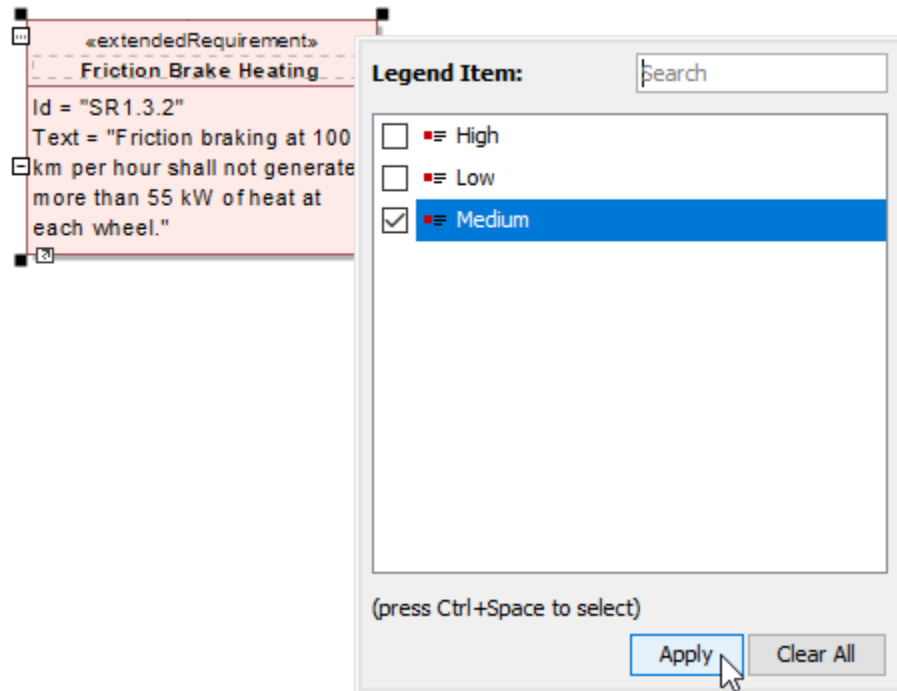 «extendedRequirement»
Friction Brake Heating
Id = "SR1.3.2"
Text = "Friction braking at 100
km per hour shall not generate
more than 55 kW of heat at
each wheel."
Legend Item:
Search
High
Low
Medium
(press Ctrl+Space to select)
Apply
Clear All